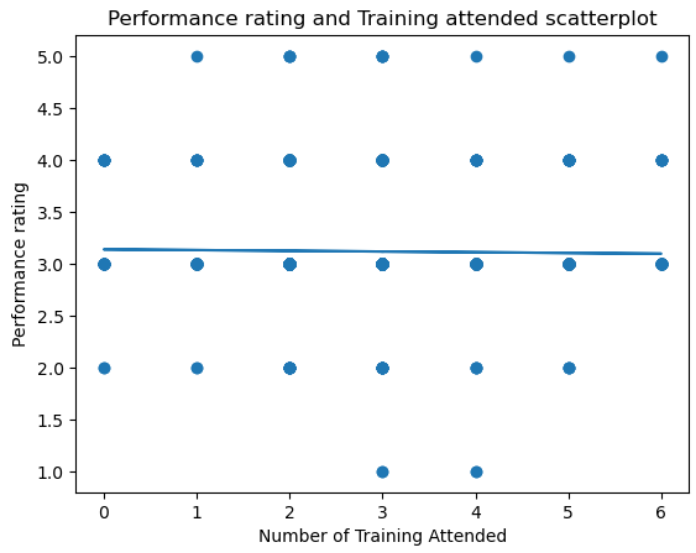 Performance rating and Training attended scatterplot
5.0
4.5
4.0
3.5
3.0
2.5
2.0
1.5
1.0
Performance rating
0 1 2 3 4 5 6
Number of Training Attended